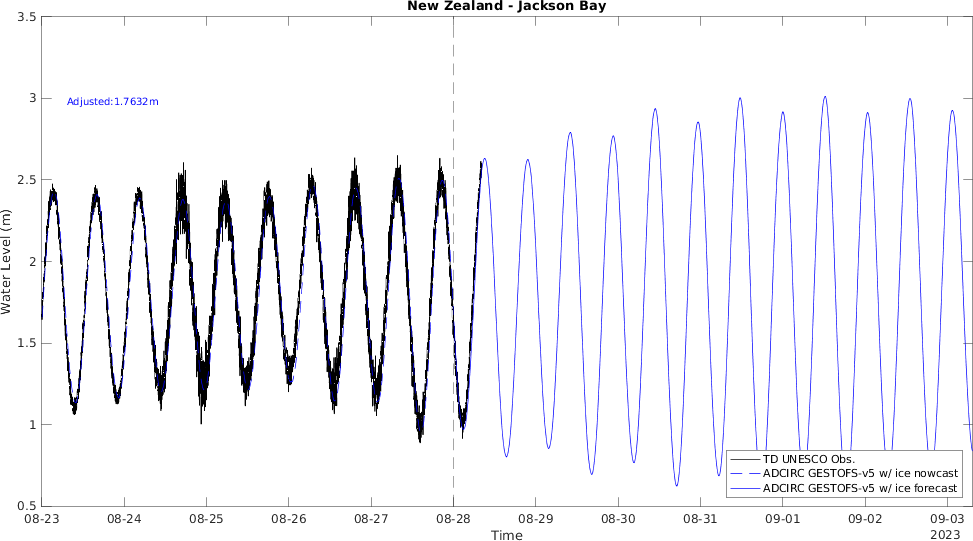 New Zealand - Jackson Bay
3.5
3
2.5
2
1.5
1
0.5
Water Level (m)
Adjusted:1.7632m
TD UNESCO Obs.
ADCIRC GESTOFS-v5 w/ ice nowcast
ADCIRC GESTOFS-v5 w/ ice forecast
08-23 08-24 08-25 08-26 08-27 08-28 08-29 08-30 08-31 09-01 09-02 09-03
2023
Time